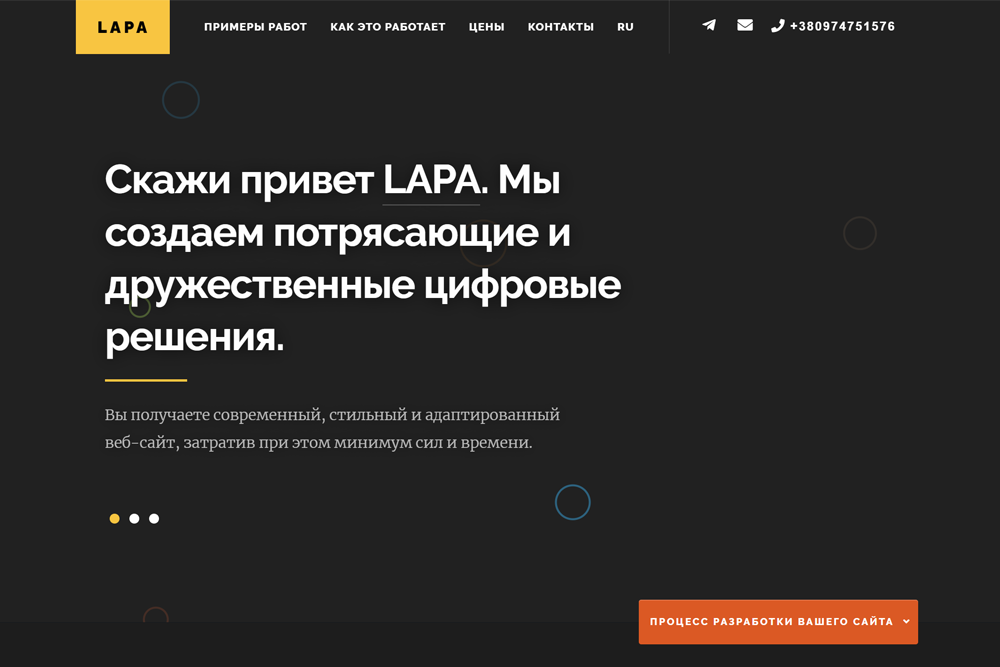 LAPA
ПРИМЕРЫ РАБОТ
КАК ЭТО РАБОТАЕТ
ЦЕНЫ
КОНТАКТЫ
RU
+380974751576
Скажи привет LAPA. Мы
создаем потрясающие и
дружественные цифровые
решения.
Вы получаете современный, стильный и адаптированный
веб-сайт, затратив при этом минимум сил и времени.
ПРОЦЕСС РАЗРАБОТКИ ВАШЕГО САЙТА